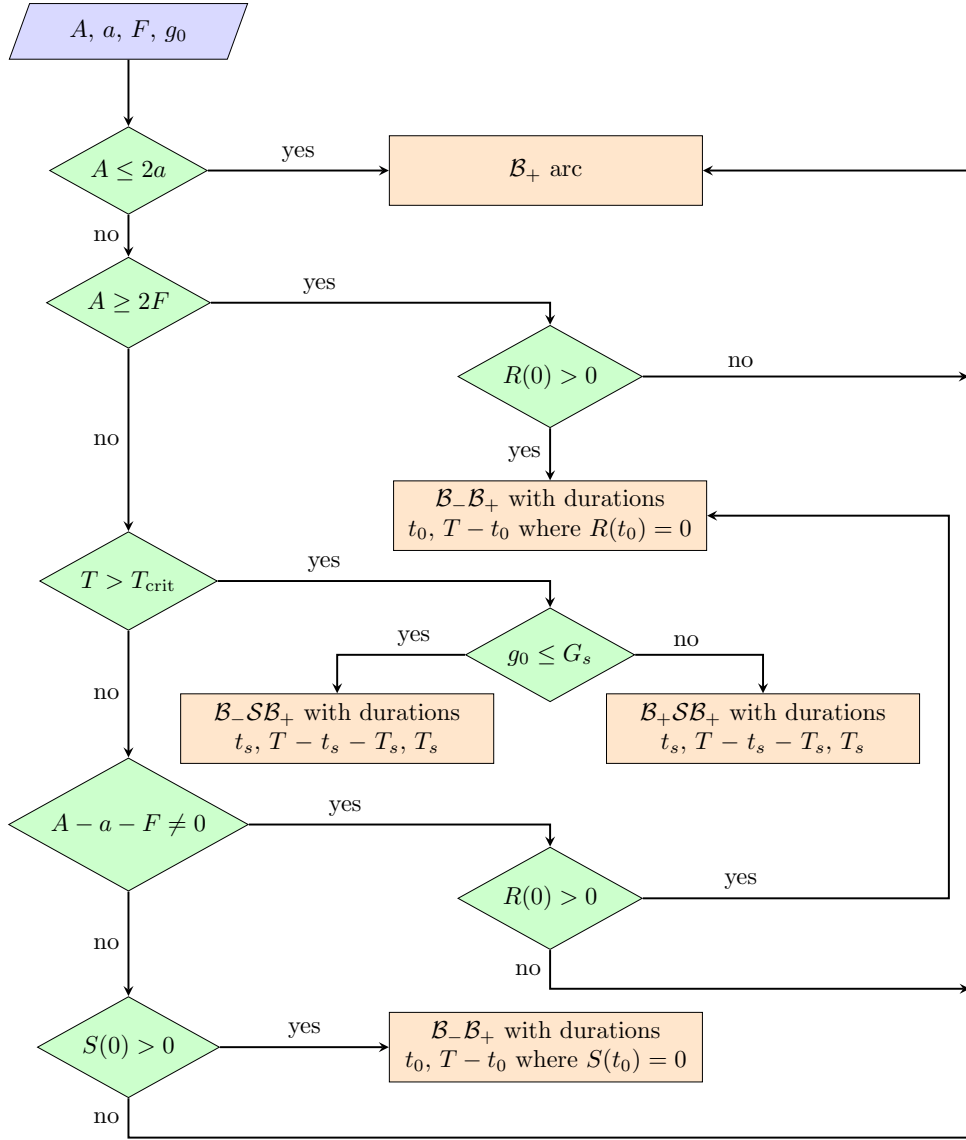 A, a, F, g₀
A ≤ 2a
yes
ℬ₊ arc
no
A ≥ 2F
yes
R(0) > 0
no
no
yes
ℬ₋ℬ₊ with durations
t₀, T − t₀ where R(t₀) = 0
T > T_crit
yes
g₀ ≤ G_s
yes
no
no
ℬ₋𝒮ℬ₊ with durations
t_s, T − t_s − T_s, T_s
ℬ₊𝒮ℬ₊ with durations
t_s, T − t_s − T_s, T_s
A − a − F ≠ 0
yes
R(0) > 0
yes
no
no
S(0) > 0
yes
ℬ₋ℬ₊ with durations
t₀, T − t₀ where S(t₀) = 0
no